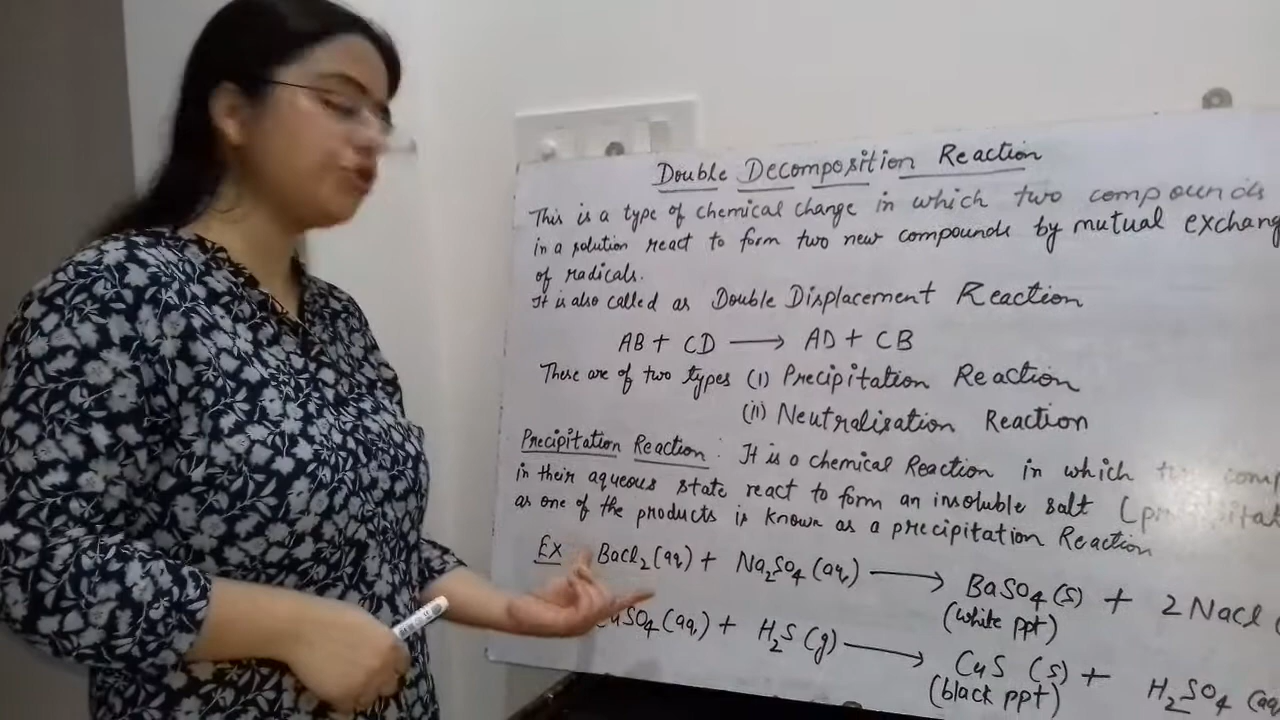 Double Decomposition Reaction
This is a type of chemical change in which two compounds
in a solution react to form two new compounds by mutual exchang
of radicals.
It is also called as Double Displacement Reaction
AB + CD ⟶ AD + CB
These are of two types (i) Precipitation Reaction
(ii) Neutralisation Reaction
Precipitation Reaction : It is a chemical Reaction in which
in their aqueous state react to form an insoluble salt
as one of the products is known as a precipitation Reaction
Ex BaCl₂ (aq) + Na₂SO₄ (aq) ⟶ BaSO₄ (s) + 2 NaCl
(white ppt)
CuSO₄ (aq) + H₂S (g) ⟶ CuS (s) + H₂SO₄ (aq
(black ppt)